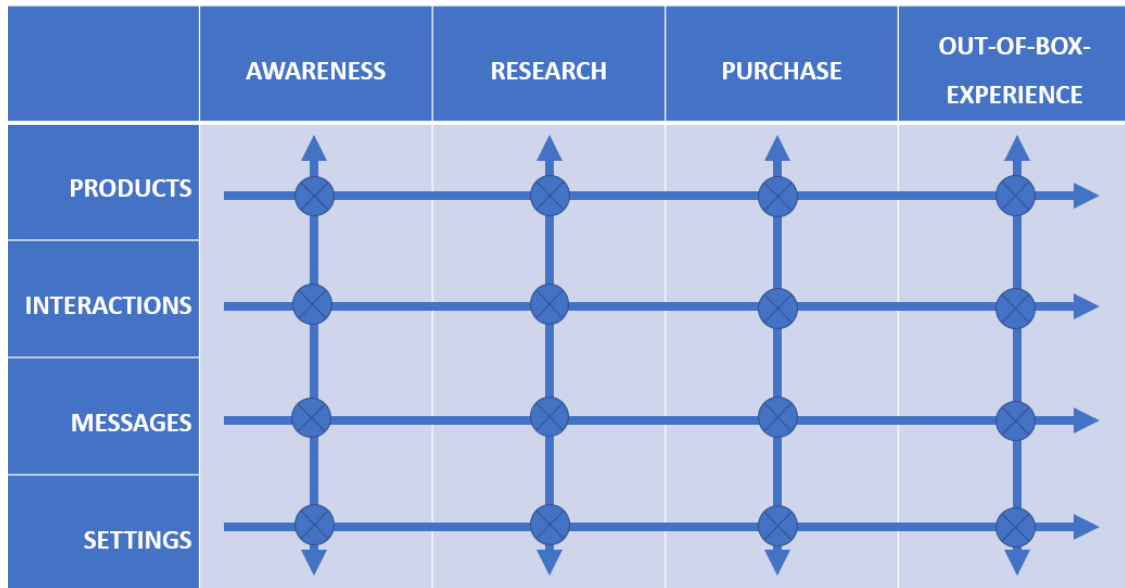 AWARENESS
RESEARCH
PURCHASE
OUT-OF-BOX-
EXPERIENCE
PRODUCTS
INTERACTIONS
MESSAGES
SETTINGS